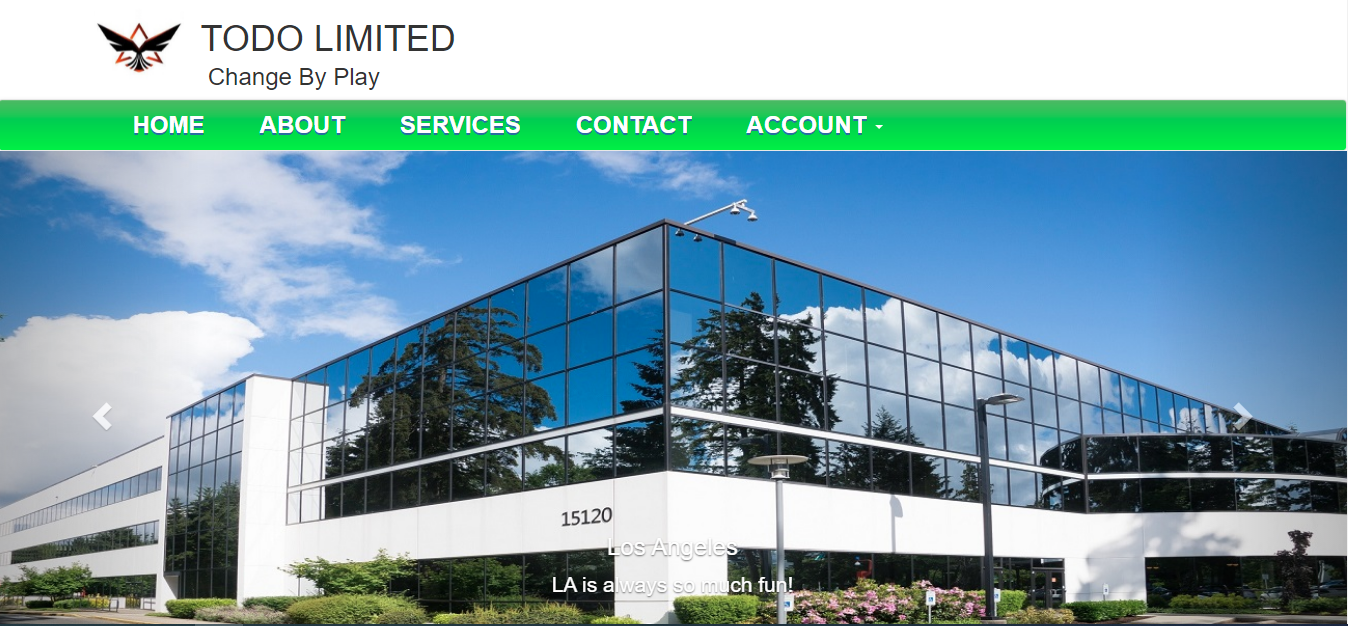 TODO LIMITED
Change By Play
HOME ABOUT SERVICES CONTACT ACCOUNT
15120
Los Angeles
LA is always so much fun!